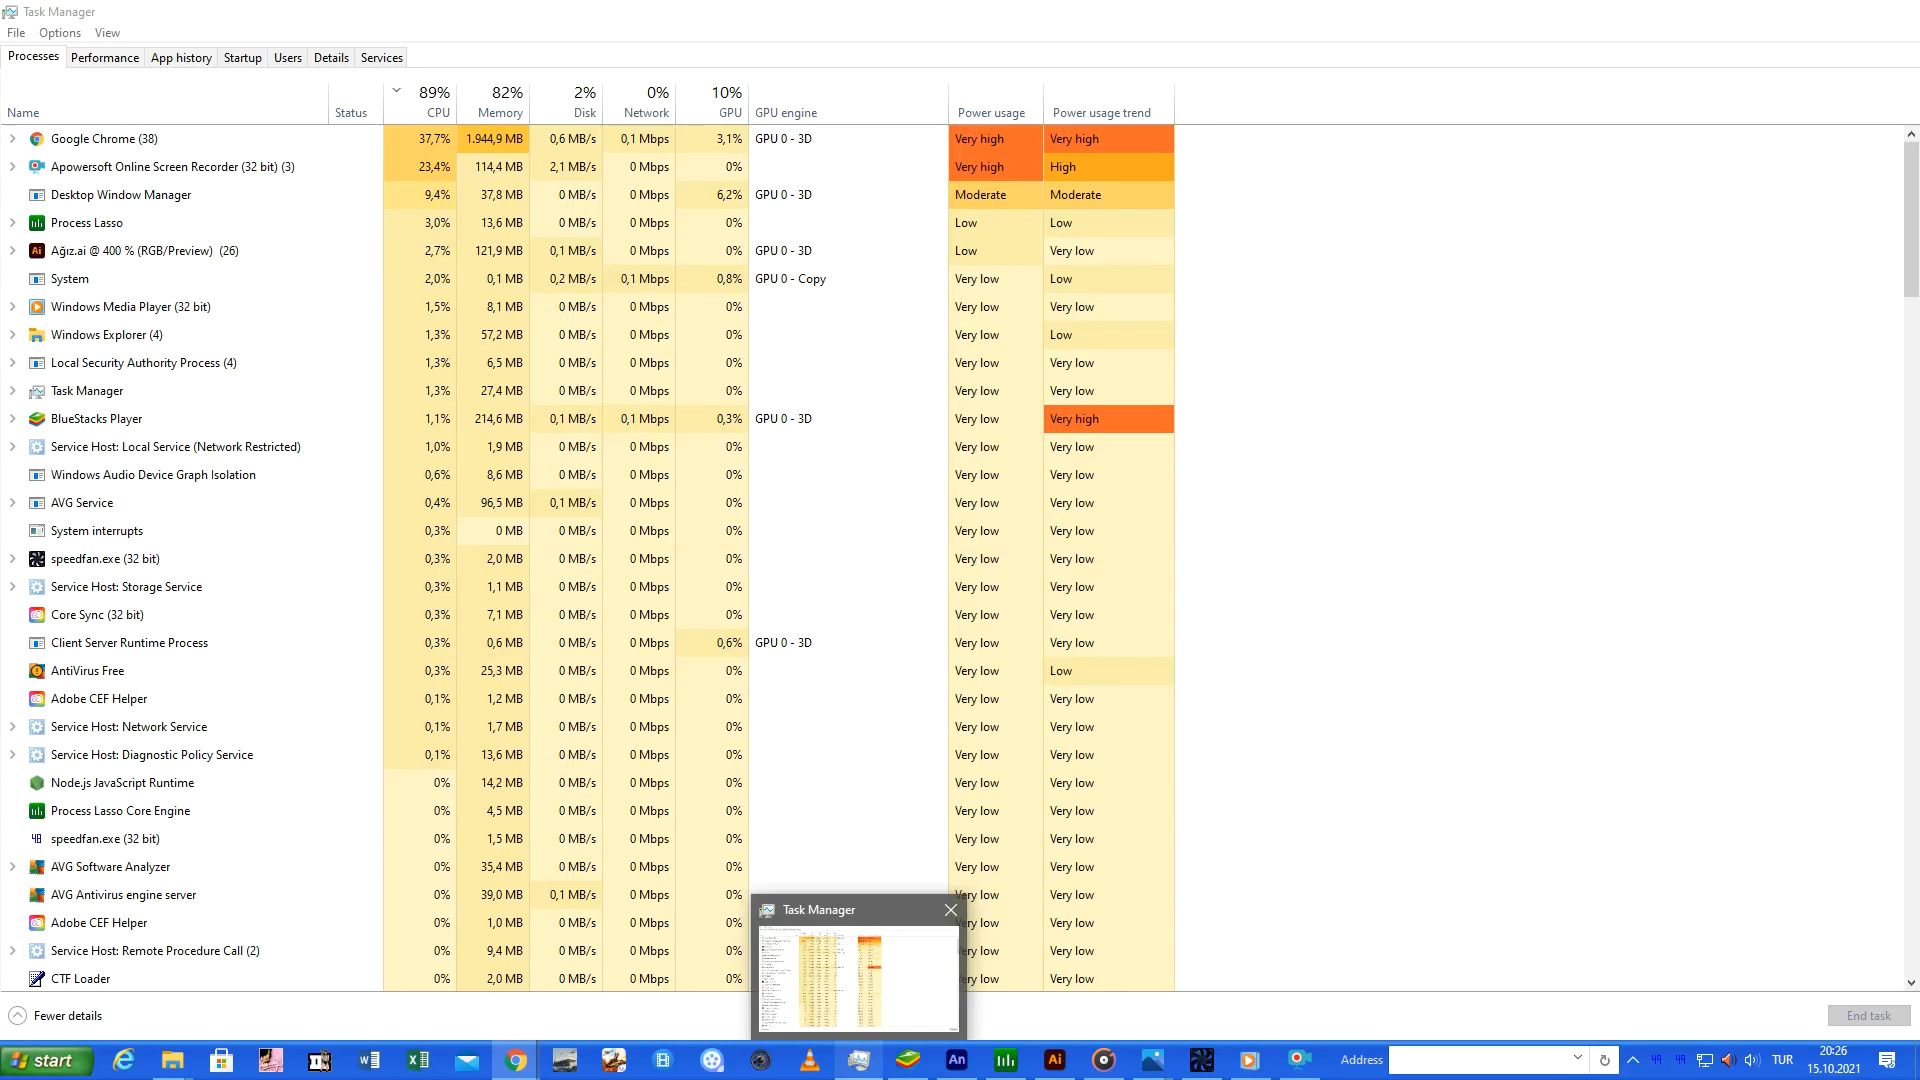 Task Manager
File Options View
Processes Performance App history Startup Users Details Services
89% 82% 2% 0% 10%
Name Status CPU Memory Disk Network GPU GPU engine Power usage Power usage trend
Google Chrome (38) 37,7% 1.944,9 MB 0,6 MB/s 0,1 Mbps 3,1% GPU 0 - 3D Very high Very high
Apowersoft Online Screen Recorder (32 bit) (3) 23,4% 114,4 MB 2,1 MB/s 0 Mbps 0% Very high High
Desktop Window Manager 9,4% 37,8 MB 0 MB/s 0 Mbps 6,2% GPU 0 - 3D Moderate Moderate
Process Lasso 3,0% 13,6 MB 0 MB/s 0 Mbps 0% Low Low
Ağız.ai @ 400 % (RGB/Preview) (26) 2,7% 121,9 MB 0,1 MB/s 0 Mbps 0% GPU 0 - 3D Low Very low
System 2,0% 0,1 MB 0,2 MB/s 0,1 Mbps 0,8% GPU 0 - Copy Very low Low
Windows Media Player (32 bit) 1,5% 8,1 MB 0 MB/s 0 Mbps 0% Very low Very low
Windows Explorer (4) 1,3% 57,2 MB 0 MB/s 0 Mbps 0% Very low Low
Local Security Authority Process (4) 1,3% 6,5 MB 0 MB/s 0 Mbps 0% Very low Very low
Task Manager 1,3% 27,4 MB 0 MB/s 0 Mbps 0% Very low Very low
BlueStacks Player 1,1% 214,6 MB 0,1 MB/s 0,1 Mbps 0,3% GPU 0 - 3D Very low Very high
Service Host: Local Service (Network Restricted) 1,0% 1,9 MB 0 MB/s 0 Mbps 0% Very low Very low
Windows Audio Device Graph Isolation 0,6% 8,6 MB 0 MB/s 0 Mbps 0% Very low Very low
AVG Service 0,4% 96,5 MB 0,1 MB/s 0 Mbps 0% Very low Very low
System interrupts 0,3% 0 MB 0 MB/s 0 Mbps 0% Very low Very low
speedfan.exe (32 bit) 0,3% 2,0 MB 0 MB/s 0 Mbps 0% Very low Very low
Service Host: Storage Service 0,3% 1,1 MB 0 MB/s 0 Mbps 0% Very low Very low
Core Sync (32 bit) 0,3% 7,1 MB 0 MB/s 0 Mbps 0% Very low Very low
Client Server Runtime Process 0,3% 0,6 MB 0 MB/s 0 Mbps 0,6% GPU 0 - 3D Very low Very low
AntiVirus Free 0,3% 25,3 MB 0 MB/s 0 Mbps 0% Very low Low
Adobe CEF Helper 0,1% 1,2 MB 0 MB/s 0 Mbps 0% Very low Very low
Service Host: Network Service 0,1% 1,7 MB 0 MB/s 0 Mbps 0% Very low Very low
Service Host: Diagnostic Policy Service 0,1% 13,6 MB 0 MB/s 0 Mbps 0% Very low Very low
Node.js JavaScript Runtime 0% 14,2 MB 0 MB/s 0 Mbps 0% Very low Very low
Process Lasso Core Engine 0% 4,5 MB 0 MB/s 0 Mbps 0% Very low Very low
48 speedfan.exe (32 bit) 0% 1,5 MB 0 MB/s 0 Mbps 0% Very low Very low
AVG Software Analyzer 0% 35,4 MB 0 MB/s 0 Mbps 0% Very low Very low
AVG Antivirus engine server 0% 39,0 MB 0,1 MB/s 0 Mbps 0% Very low Very low
Adobe CEF Helper 0% 1,0 MB 0 MB/s 0 Mbps 0% low Very low
Service Host: Remote Procedure Call (2) 0% 9,4 MB 0 MB/s 0 Mbps 0% low Very low
CTF Loader 0% 2,0 MB 0 MB/s 0 Mbps 0% low Very low
Task Manager
Fewer details End task
start An Ai Address TUR 20:26
15.10.2021